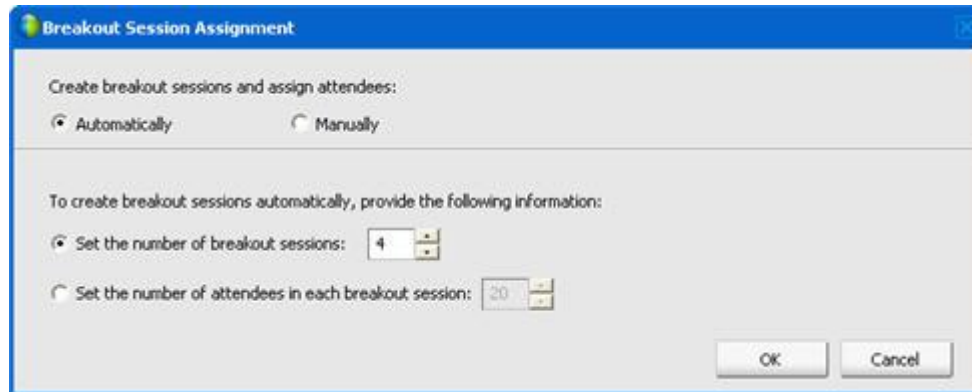 Breakout Session Assignment
Create breakout sessions and assign attendees:
Automatically Manually
To create breakout sessions automatically, provide the following information:
Set the number of breakout sessions: 4
Set the number of attendees in each breakout session: 20
OK Cancel